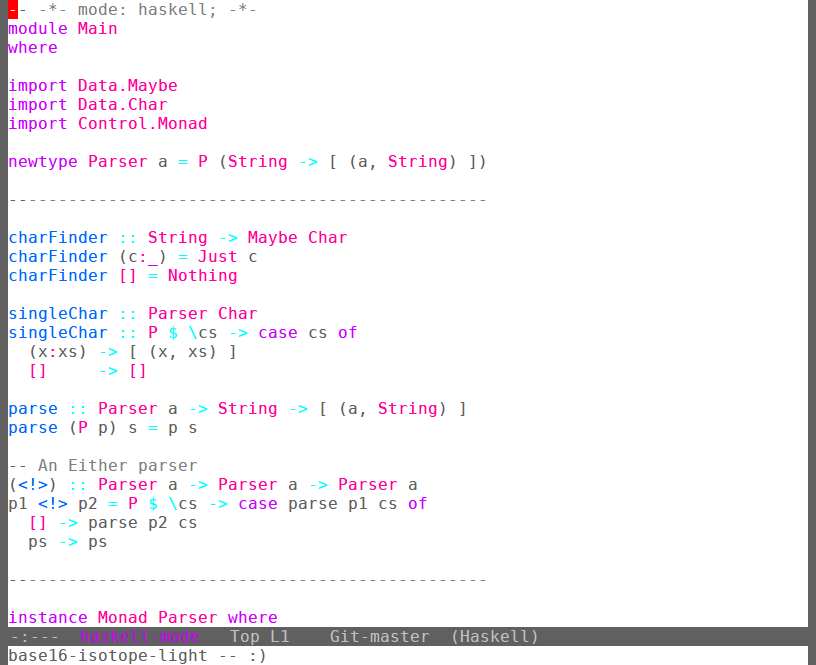 -- -*- mode: haskell; -*-
module Main
where
import Data.Maybe
import Data.Char
import Control.Monad
newtype Parser a = P (String -> [ (a, String) ])
------------------------------------------------
charFinder :: String -> Maybe Char
charFinder (c:_) = Just c
charFinder [] = Nothing
singleChar :: Parser Char
singleChar :: P $ \cs -> case cs of
  (x:xs) -> [ (x, xs) ]
  []     -> []
parse :: Parser a -> String -> [ (a, String) ]
parse (P p) s = p s
-- An Either parser
(<!>) :: Parser a -> Parser a -> Parser a
p1 <!> p2 = P $ \cs -> case parse p1 cs of
  [] -> parse p2 cs
  ps -> ps
------------------------------------------------
instance Monad Parser where
-:---  haskell-mode   Top L1    Git-master  (Haskell)
base16-isotope-light -- :)